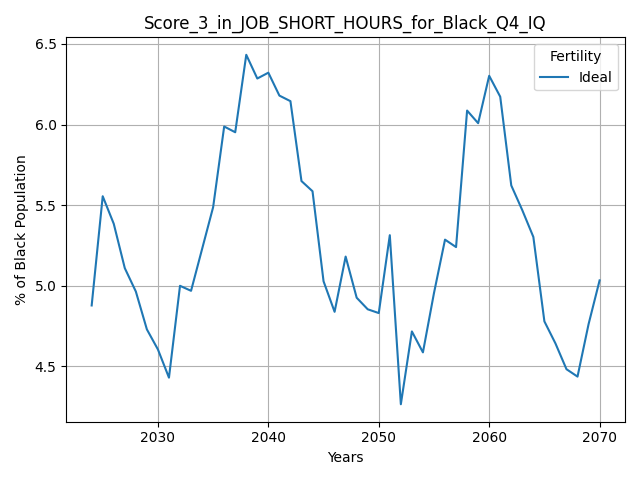 Score_3_in_JOB_SHORT_HOURS_for_Black_Q4_IQ
Fertility
Ideal
% of Black Population
6.5
6.0
5.5
5.0
4.5
2030 2040 2050 2060 2070
Years